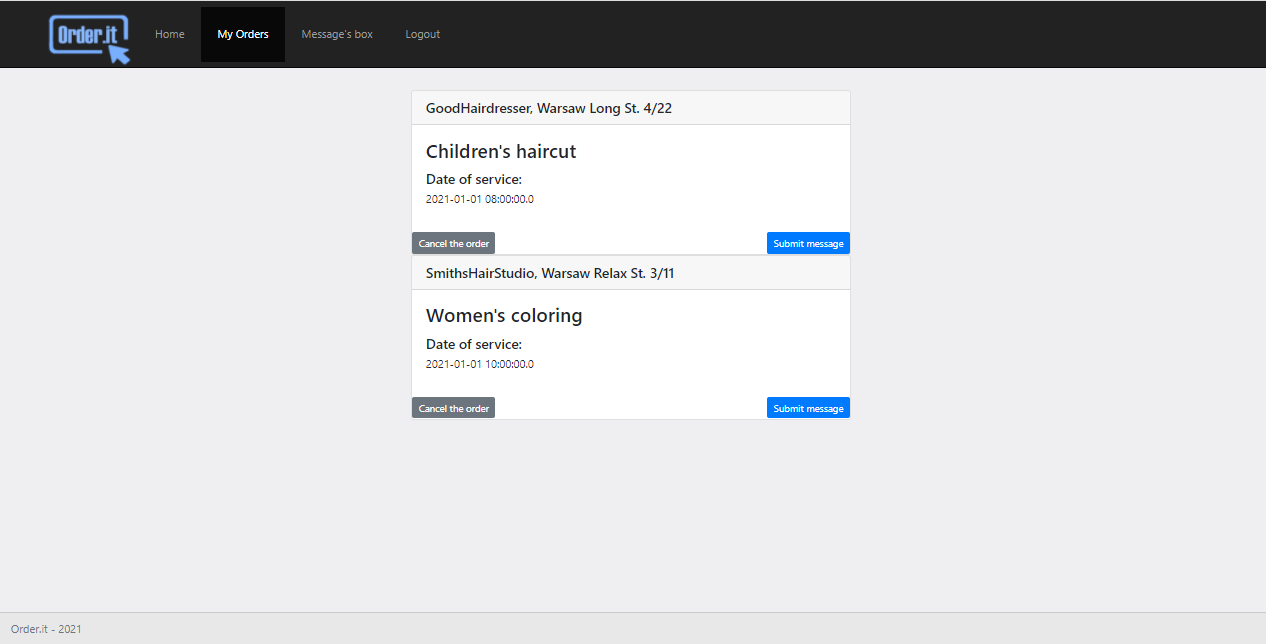 Order.it Home My Orders Message's box Logout
GoodHairdresser, Warsaw Long St. 4/22
Children's haircut
Date of service:
2021-01-01 08:00:00.0
Cancel the order Submit message
SmithsHairStudio, Warsaw Relax St. 3/11
Women's coloring
Date of service:
2021-01-01 10:00:00.0
Cancel the order Submit message
Order.it - 2021